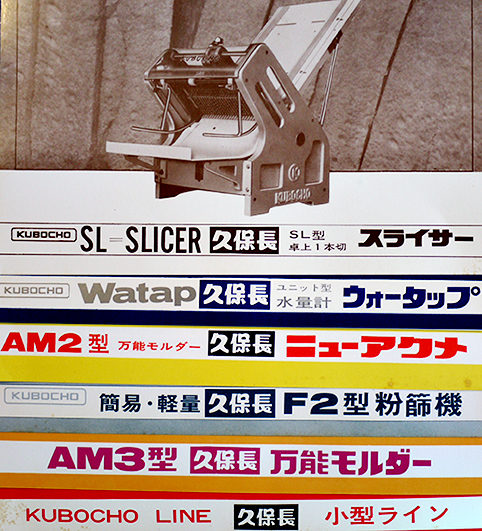 KUBOCHO
KUBOCHO SL-SLICER 久保長 SL型 卓上1本切 スライサー
KUBOCHO Watap 久保長 ユニット型 水量計 ウォータップ
AM2型 万能モルダー 久保長 ニューアクメ
KUBOCHO 簡易・軽量 久保長 F2型粉篩機
AM3型 久保長 万能モルダー
KUBOCHO LINE 久保長 小型ライン